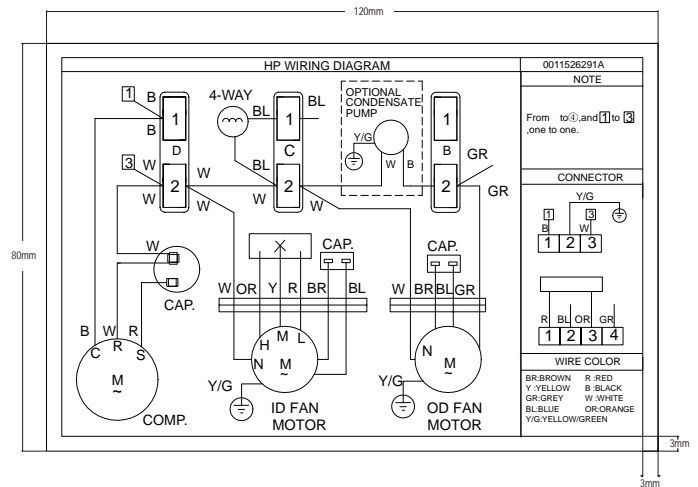 120mm
HP WIRING DIAGRAM
0011526291A
NOTE
From to④,and 1 to 3
,one to one.
CONNECTOR
Y/G
1 3
B W
1 2 3
R BL OR GR
1 2 3 4
WIRE COLOR
BR:BROWN R :RED
Y :YELLOW B :BLACK
GR:GREY W :WHITE
BL:BLUE OR:ORANGE
Y/G:YELLOW/GREEN
1 B
B
1
D
4-WAY
BL
BL
1
C
BL
OPTIONAL
CONDENSATE
PUMP
Y/G
W B
1
B
GR
GR
3 W
W
2
W
W
BL
W
2
W
W
2
W
CAP.
X
CAP.
CAP.
W OR Y R BR BL
W BR BL GR
B W R
C R S
M
~
COMP.
H M L
N
M
~
Y/G
ID FAN
MOTOR
N
M
~
Y/G
OD FAN
MOTOR
80mm
3mm
3mm